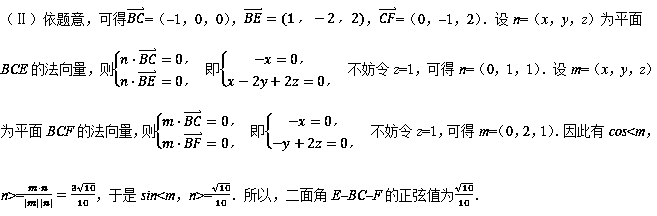 (Ⅱ)依题意，可得$\overrightarrow{BC}$=(–1，0，0)，$\overrightarrow{BE}$=(1，−2，2)，$\overrightarrow{CF}$=(0，–1，2)．设 n=(x，y，z)为平面
BCE 的法向量，则$\begin{cases} n\cdot\overrightarrow{BC}=0, \\ n\cdot\overrightarrow{BE}=0, \end{cases}$ 即$\begin{cases} -x=0, \\ x-2y+2z=0, \end{cases}$ 不妨令 z=1，可得 n=(0，1，1)．设 m=(x，y，z)
为平面 BCF 的法向量，则$\begin{cases} m\cdot\overrightarrow{BC}=0, \\ m\cdot\overrightarrow{BF}=0, \end{cases}$ 即$\begin{cases} -x=0, \\ -y+2z=0, \end{cases}$ 不妨令 z=1，可得 m=(0，2，1)．因此有 cos<m，
n>=$\frac{m\cdot n}{|m||n|}=\frac{3\sqrt{10}}{10}$，于是 sin<m，n>=$\frac{\sqrt{10}}{10}$．所以，二面角 E–BC–F 的正弦值为$\frac{\sqrt{10}}{10}$．